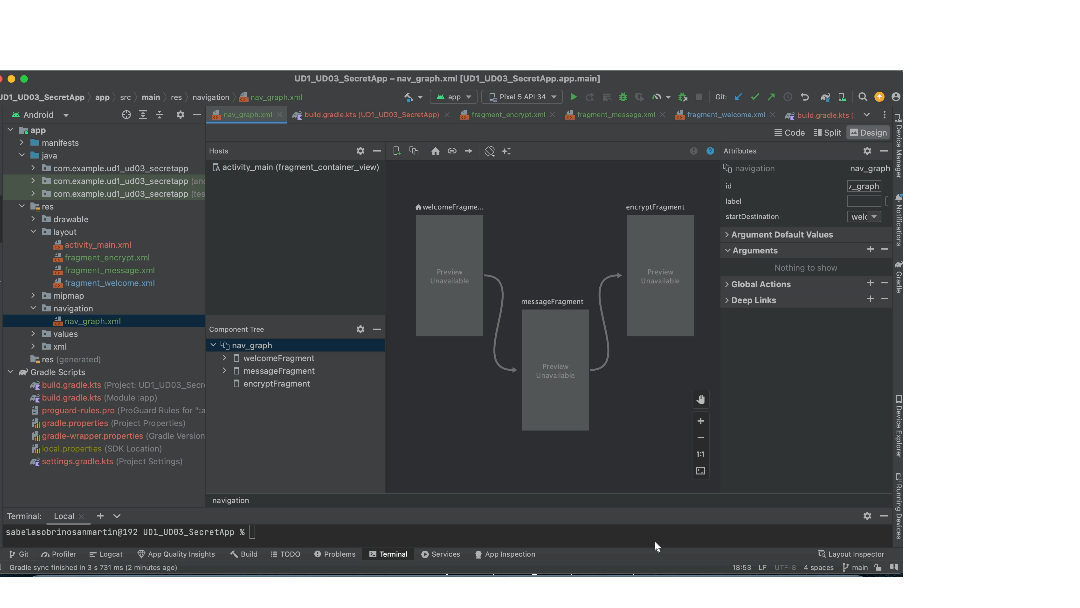 UD1_UD03_SecretApp – nav_graph.xml [UD1_UD03_SecretApp.app.main]
UD1_UD03_SecretApp app src main res navigation nav_graph.xml
app Pixel 5 API 34 Git:
Android
nav_graph.xml build.gradle.kts (UD1_UD03_SecretApp) fragment_encrypt.xml fragment_message.xml fragment_welcome.xml build.gradle.kts (
Code Split Design
app
manifests
java
com.example.ud1_ud03_secretapp
com.example.ud1_ud03_secretapp (an
com.example.ud1_ud03_secretapp (tes
res
drawable
layout
activity_main.xml
fragment_encrypt.xml
fragment_message.xml
fragment_welcome.xml
mipmap
navigation
nav_graph.xml
values
xml
res (generated)
Gradle Scripts
build.gradle.kts (Project: UD1_UD03_Secre
build.gradle.kts (Module :app)
proguard-rules.pro (ProGuard Rules for ":a
gradle.properties (Project Properties)
gradle-wrapper.properties (Gradle Version
local.properties (SDK Location)
settings.gradle.kts (Project Settings)
Hosts
activity_main (fragment_container_view)
Component Tree
nav_graph
welcomeFragment
messageFragment
encryptFragment
welcomeFragme...
Preview
Unavailable
messageFragment
Preview
Unavailable
encryptFragment
Preview
Unavailable
1:1
Attributes
navigation nav_graph
id
label
startDestination welc
Argument Default Values
Arguments
Nothing to show
Global Actions
Deep Links
Device Manager
Notifications
Gradle
Device Explorer
Running Devices
navigation
Terminal: Local
sabelasobrinosanmartin@192 UD1_UD03_SecretApp %
Git Profiler Logcat App Quality Insights Build TODO Problems Terminal Services App Inspection Layout Inspector
Gradle sync finished in 3 s 731 ms (2 minutes ago) 18:53 LF UTF-8 4 spaces main